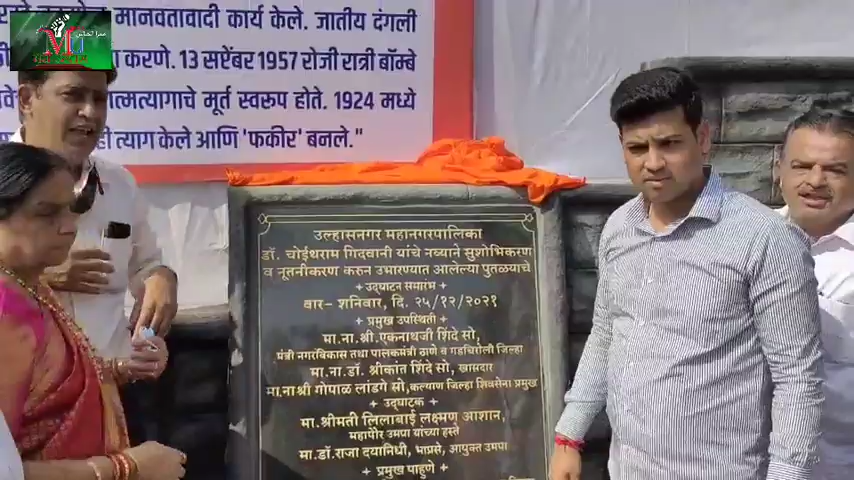 मानवतावादी कार्य केले. जातीय दंगली
करणे. 13 सप्टेंबर 1957 रोजी रात्री बॉम्बे
आत्मत्यागाचे मूर्त स्वरूप होते. 1924 मध्ये
ही त्याग केले आणि 'फकीर' बनले."
उल्हासनगर महानगरपालिका
डॉ. चोईथराम गिदवानी यांचे नव्याने सुशोभिकरण
व नूतनीकरण करुन उभारण्यात आलेल्या पुतळ्याचे
+ उद्घाटन समारंभ +
वार–शनिवार, दि. २५/१२/२०२१
+ प्रमुख उपस्थिती +
मा.ना.श्री.एकनाथजी शिंदे सो.
मंत्री नगरविकास तथा पालकमंत्री ठाणे व गडचिरोली जिल्हा
मा.ना.डॉ. श्रीकांत शिंदे सो, खासदार
मा.ना.श्री गोपाळ लांडगे सो.कल्याण जिल्हा शिवसेना प्रमुख
+ उद्घाटक +
मा.श्रीमती लिलाबाई लक्ष्मण आशान,
महापौर उमपा यांच्या हस्ते
मा.डॉ.राजा दयानिधी, भाप्रसे, आयुक्त उमपा
+ प्रमुख पाहुणे +